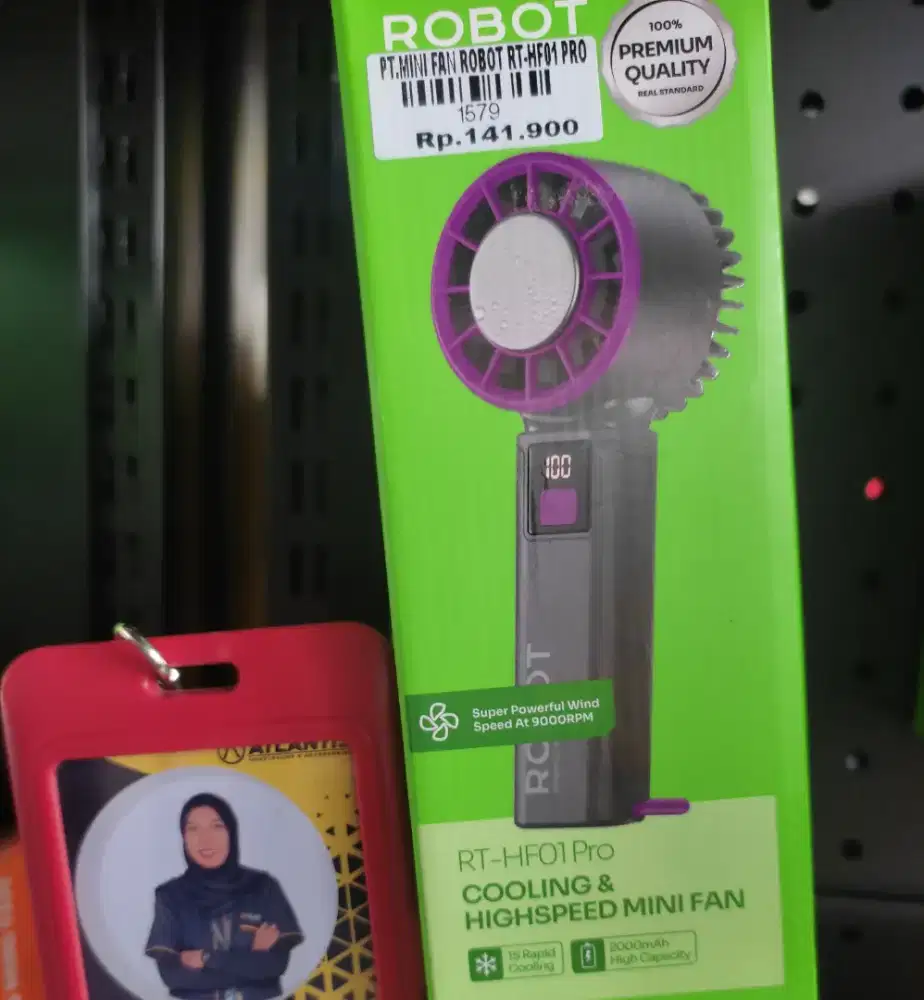 ROBOT
100%
PREMIUM
QUALITY
REAL STANDARD
PT.MINI FAN ROBOT RT-HF01 PRO
1579
Rp.141.900
100
ROBOT
Super Powerful Wind
Speed At 9000RPM
RT-HF01 Pro
COOLING &
HIGHSPEED MINI FAN
1S Rapid
Cooling
2000mAh
High Capacity
ATLANTIS
N